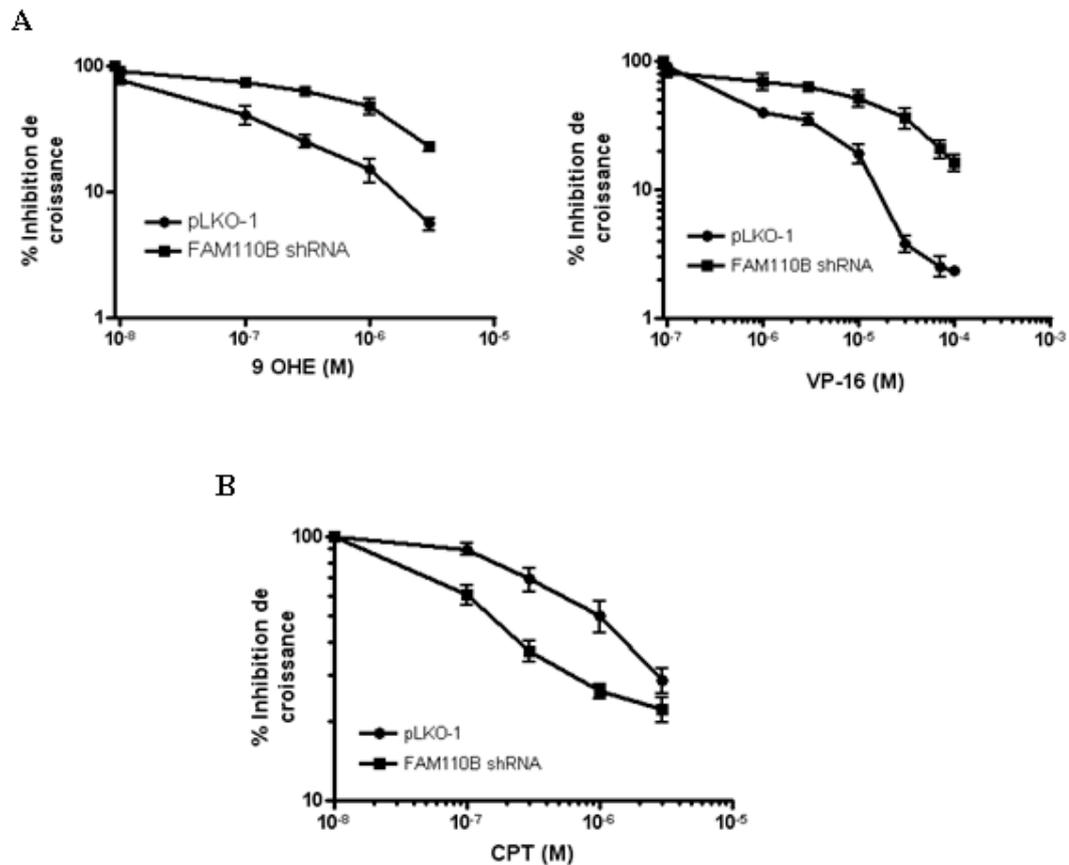 A
% Inhibition de
croissance
100
10
1
pLKO-1
FAM110B shRNA
10-8
10-7
10-6
10-5
9 OHE (M)
% Inhibition de
croissance
100
10
1
pLKO-1
FAM110B shRNA
10-7
10-6
10-5
10-4
10-3
VP-16 (M)
B
% Inhibition de
croissance
100
10
pLKO-1
FAM110B shRNA
10-8
10-7
10-6
10-5
CPT (M)